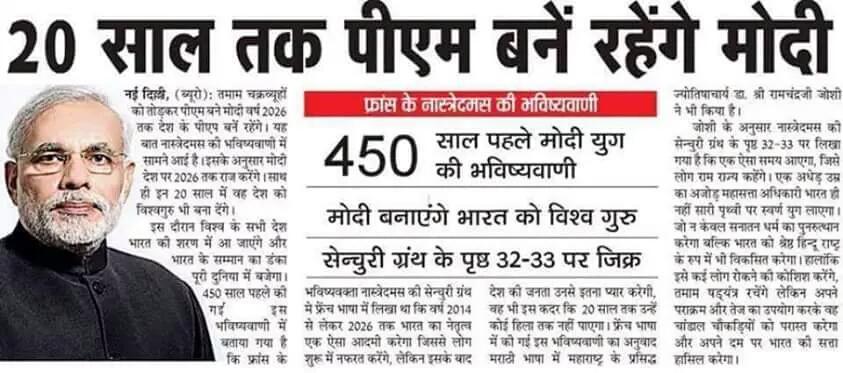 20 साल तक पीएम बनें रहेंगे मोदी
नई दिल्ली, (ब्यूरो): तमाम चक्रव्यूहों
को तोड़कर पीएम बने मोदी वर्ष 2026
तक देश के पीएम बनें रहेंगे। यह
बात नास्त्रेदमस की भविष्यवाणी में
सामने आई है। इसके अनुसार मोदी
देश पर 2026 तक राज करेंगे। साथ
ही इन 20 साल में वह देश को
विश्वगुरु भी बना देंगे।
इस दौरान विश्व के सभी देश
भारत की शरण में आ जाएंगे और
भारत के सम्मान का डंका
पूरी दुनिया में बजेगा।
450 साल पहले की
गई इस
भविष्यवाणी में
बताया गया है
कि फ्रांस के
फ्रांस के नास्त्रेदमस की भविष्यवाणी
450 साल पहले मोदी युग
की भविष्यवाणी
मोदी बनाएंगे भारत को विश्व गुरु
सेन्चुरी ग्रंथ के पृष्ठ 32-33 पर जिक्र
भविष्यवक्ता नास्त्रेदमस की सेन्चुरी ग्रंथ
मे फ्रेंच भाषा में लिखा था कि वर्ष 2014
से लेकर 2026 तक भारत का नेतृत्व
एक ऐसा आदमी करेगा जिससे लोग
शुरू में नफरत करेंगे, लेकिन इसके बाद
देश की जनता उनसे इतना प्यार करेगी,
वह भी इस कदर कि 20 साल तक उन्हें
कोई हिला तक नहीं पाएगा। फ्रेंच भाषा
में की गई इस भविष्यवाणी का अनुवाद
मराठी भाषा में महाराष्ट्र के प्रसिद्ध
ज्योतिषाचार्य डा. श्री रामचंद्रजी जोशी
ने भी किया है।
जोशी के अनुसार नास्त्रेदमस की
सेन्चुरी ग्रंथ के पृष्ठ 32-33 पर लिखा
गया है कि एक ऐसा समय आएगा, जिसे
लोग राम राज्य कहेंगे। एक अधेड़ उम्र
का अजोड़ महासत्ता अधिकारी भारत ही
नहीं सारी पृथ्वी पर स्वर्ण युग लाएगा।
जो न केवल सनातन धर्म का पुनरुत्थान
करेगा बल्कि भारत को श्रेष्ठ हिन्दू राष्ट्र
के रुप में भी विकसित करेगा। हालांकि
इसे कई लोग रोकने की कोशिश करेंगे,
तमाम षड्यंत्र रचेंगे लेकिन अपने
पराक्रम और तेज का उपयोग करके वह
चांडाल चौकड़ियों को परास्त करेगा
और अपने दम पर भारत की सत्ता
हासिल करेगा।